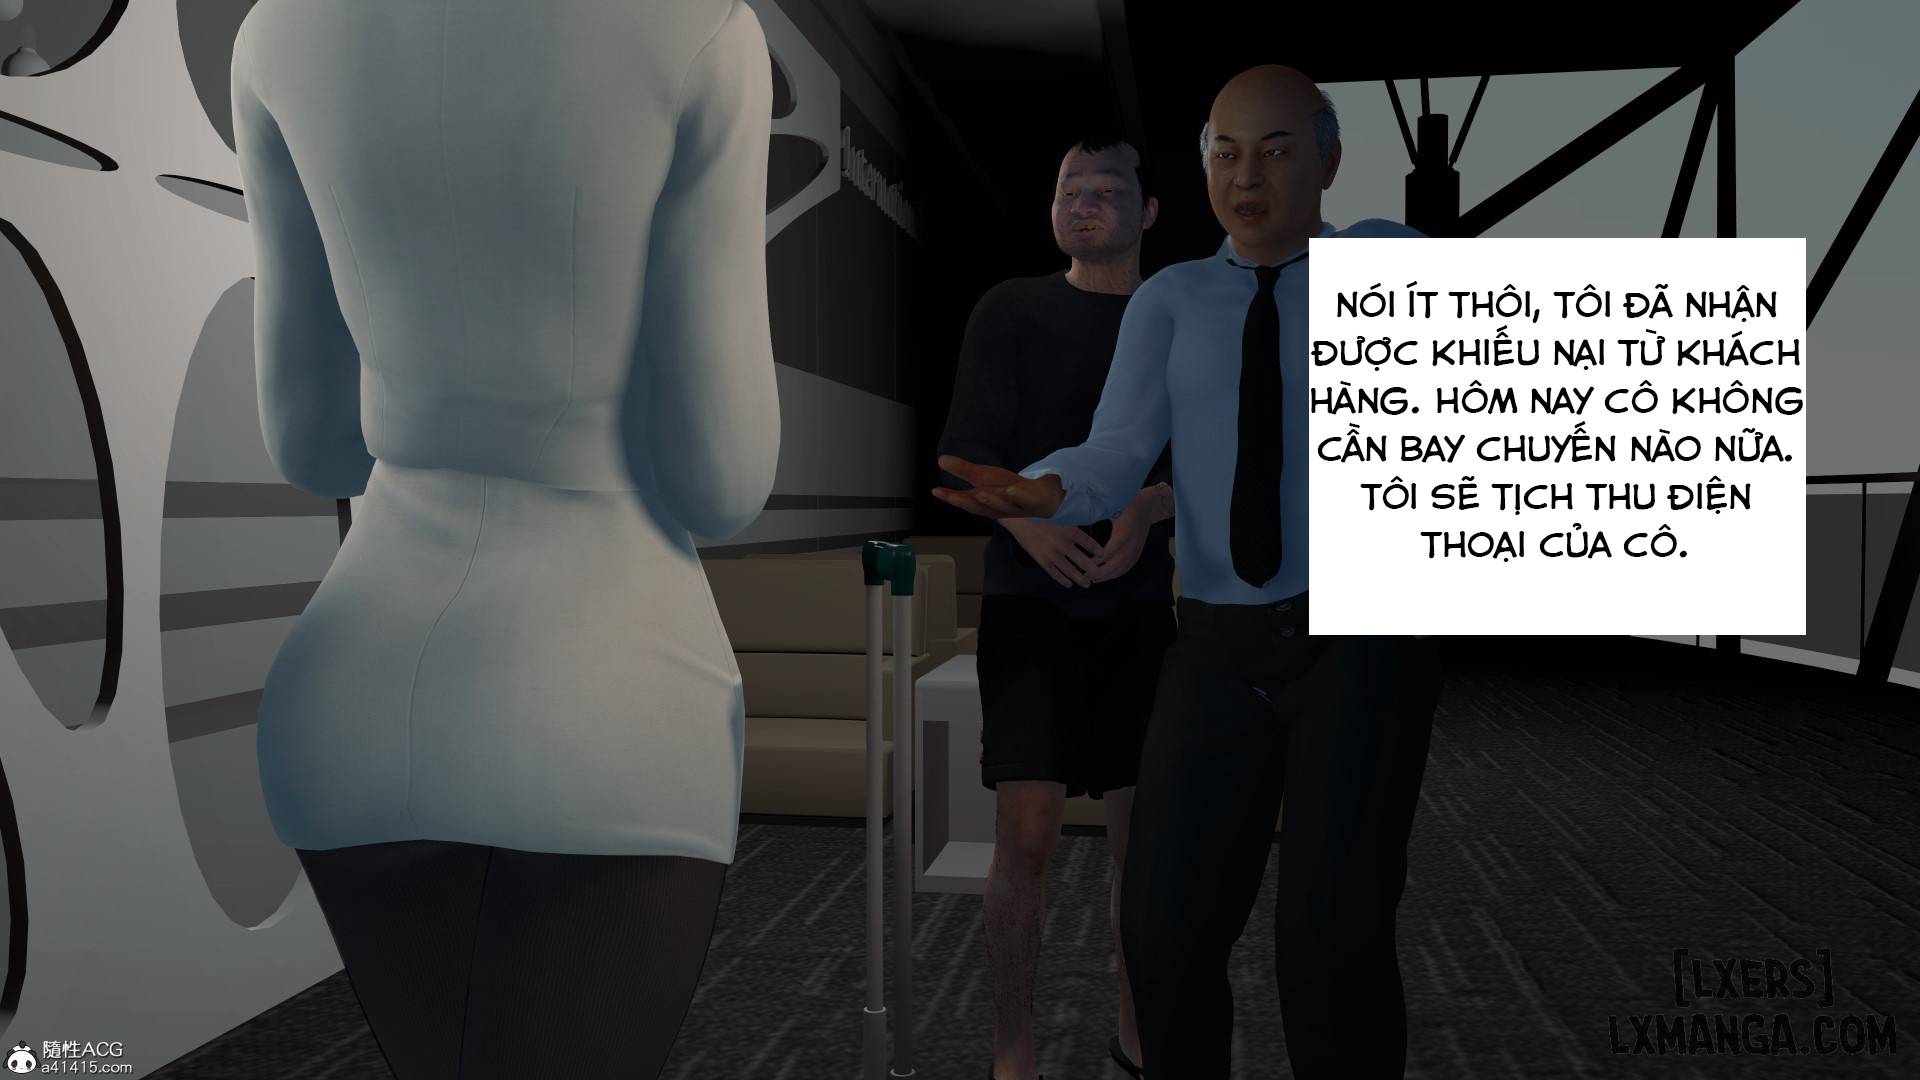 Internation
NÓI ÍT THÔI, TÔI ĐÃ NHẬN
ĐƯỢC KHIẾU NẠI TỪ KHÁCH
HÀNG. HÔM NAY CÔ KHÔNG
CẦN BAY CHUYẾN NÀO NỮA.
TÔI SẼ TỊCH THU ĐIỆN
THOẠI CỦA CÔ.
[LXERS]
LXMANGA.COM
隨性ACG
a41415.com